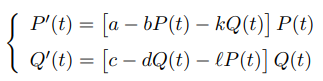 P′(t) = [a − bP(t) − kQ(t)] P(t)
Q′(t) = [c − dQ(t) − ℓP(t)] Q(t)